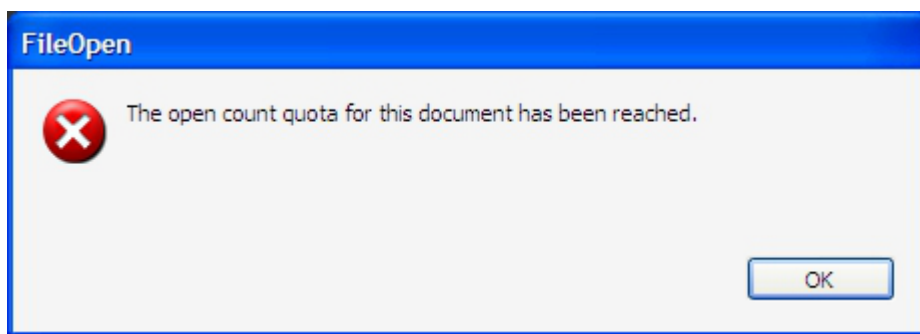 FileOpen
The open count quota for this document has been reached.
OK